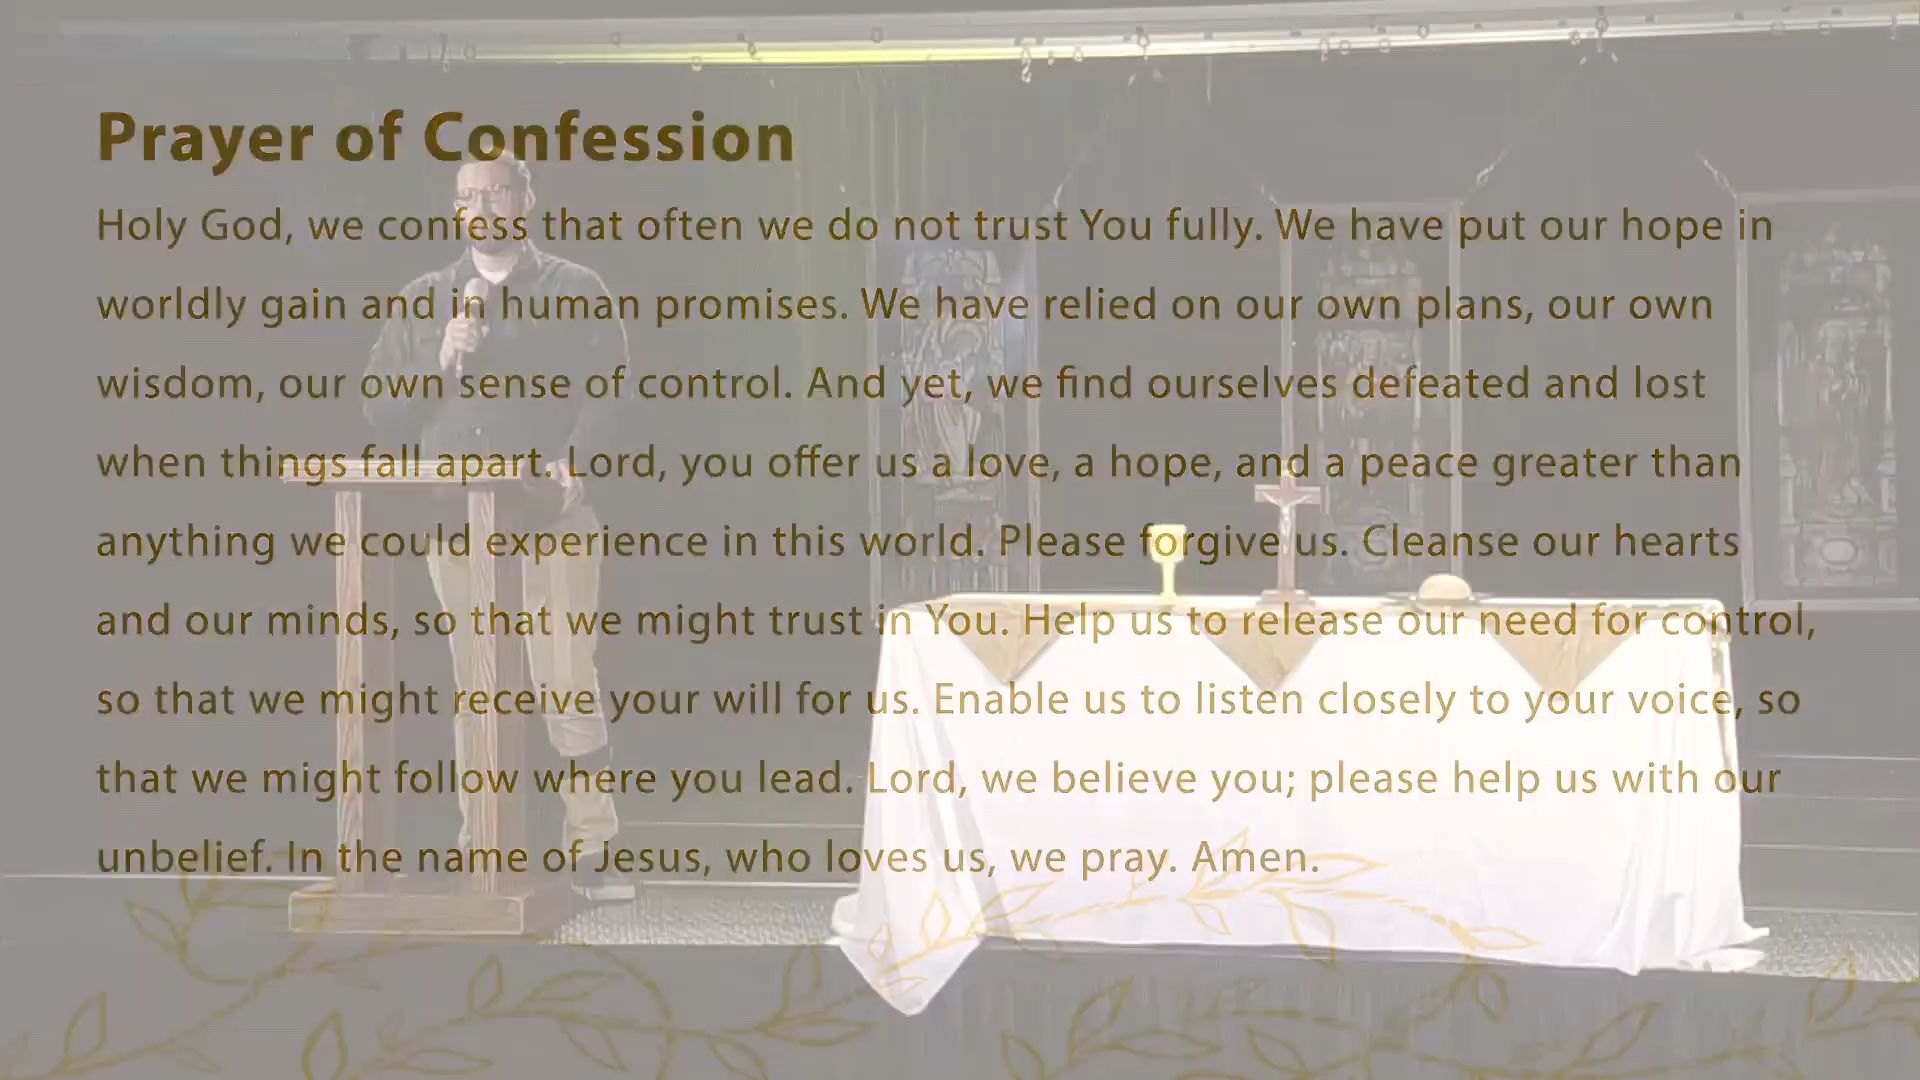 Prayer of Confession
Holy God, we confess that often we do not trust You fully. We have put our hope in
worldly gain and in human promises. We have relied on our own plans, our own
wisdom, our own sense of control. And yet, we find ourselves defeated and lost
when things fall apart. Lord, you offer us a love, a hope, and a peace greater than
anything we could experience in this world. Please forgive us. Cleanse our hearts
and our minds, so that we might trust in You. Help us to release our need for control,
so that we might receive your will for us. Enable us to listen closely to your voice, so
that we might follow where you lead. Lord, we believe you; please help us with our
unbelief. In the name of Jesus, who loves us, we pray. Amen.